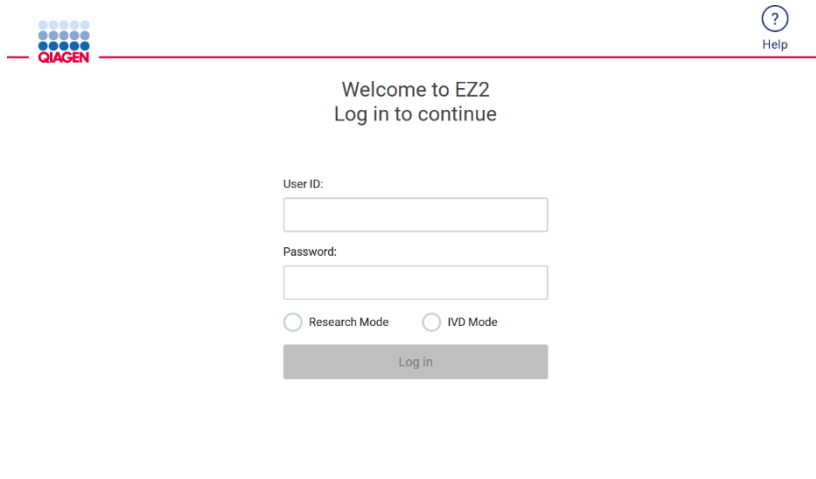 ?
QIAGEN
Help
Welcome to EZ2
Log in to continue
User ID:
Password:
Research Mode
IVD Mode
Log in